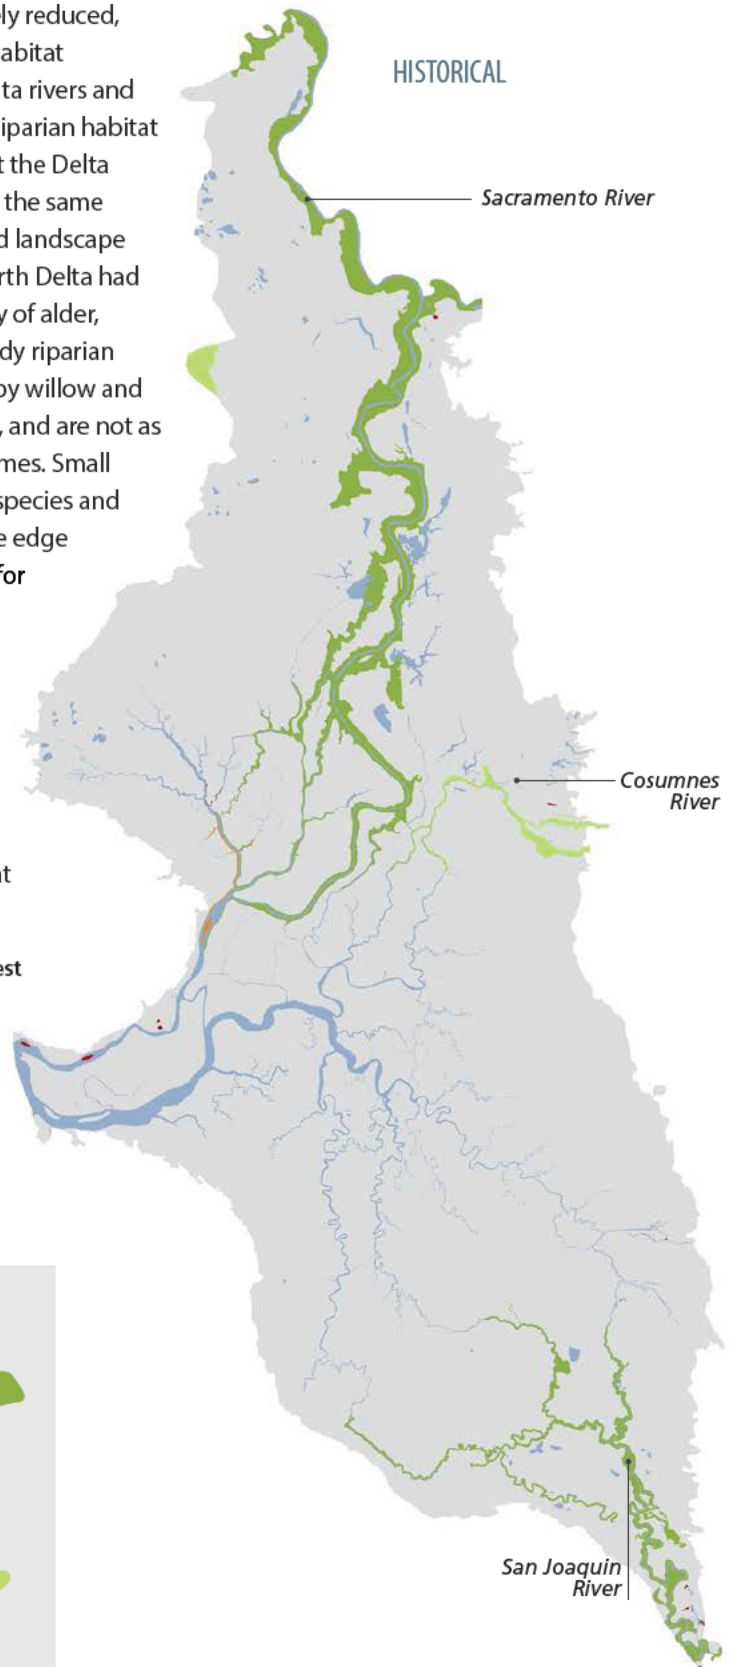 ly reduced,
abitat
ta rivers and
iparian habitat
t the Delta
the same
d landscape
rth Delta had
y of alder,
dy riparian
by willow and
, and are not as
mes. Small
species and
e edge
for
at
est
HISTORICAL
Sacramento River
Cosumnes
River
San Joaquin
River